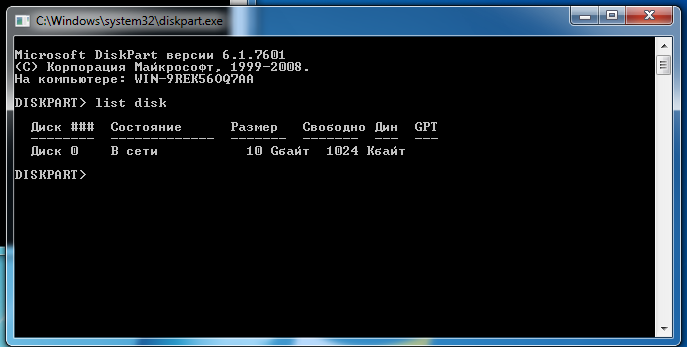 C:\Windows\system32\diskpart.exe
Microsoft DiskPart версии 6.1.7601
(C) Корпорация Майкрософт, 1999-2008.
На компьютере: WIN-9REK56OQ7AA
DISKPART> list disk
Диск ### Состояние Размер Свободно Дин GPT
-------- ------------- ------- ------- --- ---
Диск 0 В сети 10 Gбайт 1024 Kбайт
DISKPART>